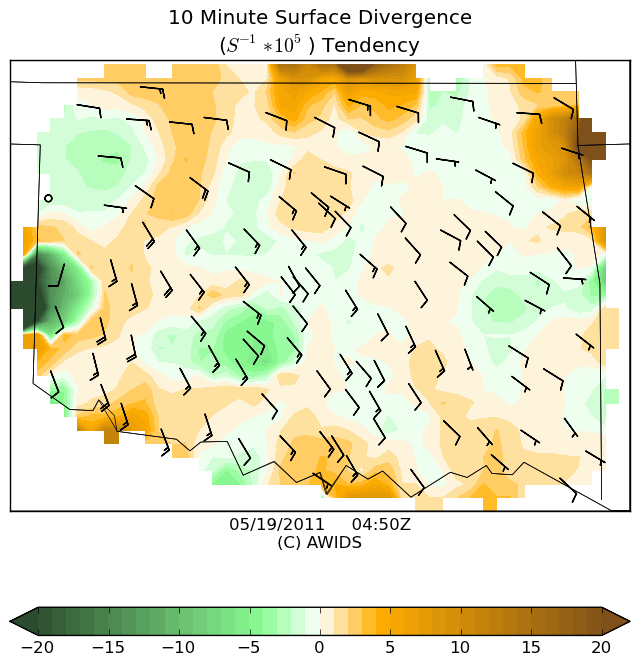 10 Minute Surface Divergence
(S⁻¹ *10⁵ ) Tendency
05/19/2011 04:50Z
(C) AWIDS
−20 −15 −10 −5 0 5 10 15 20